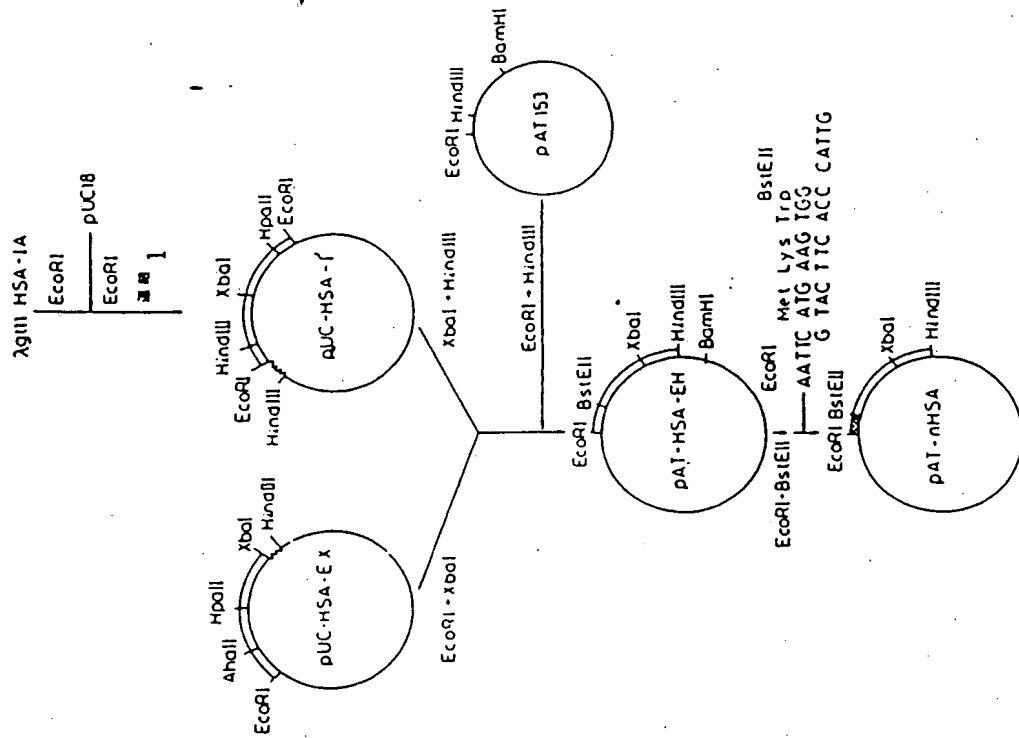 λgt11 HSA-1A
EcoRI
pUC18
EcoRI
1
HindIII
EcoRI
HindIII
XbaI
HpaII
EcoRI
pUC-HSA-I
XbaI + HindIII
EcoRI
AhaII
HpaII
XbaI
HindIII
pUC-HSA-EX
EcoRI + XbaI
EcoRI HindIII
BamHI
pAT153
EcoRI + HindIII
EcoRI
BstEII
XbaI
HindIII
BamHI
pAT-HSA-EH
EcoRI+BstEII
EcoRI
Met Lys Trp
BstEII
AATTC ATG AAG TGG
G TAC TTC ACC CATTG
EcoRI BstEII
XbaI
HindIII
pAT-nHSA